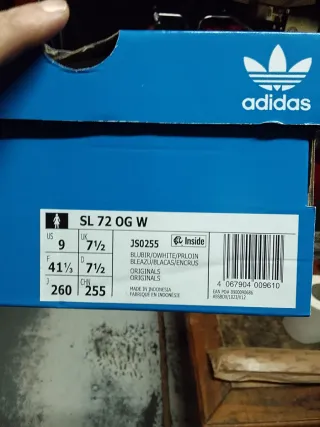 adidas
SL 72 OG W
US 9 UK 7½
F 41⅓ D 7½
J 260 CHN 255
JS0255 Inside
BLUBIR/OWHITE/PRLOIN
BLEAZU/BLACAS/ENCRUS
ORIGINALS
ORIGINALS
MADE IN INDONESIA
FABRIQUÉ EN INDONÉSIE
4 067904 009610